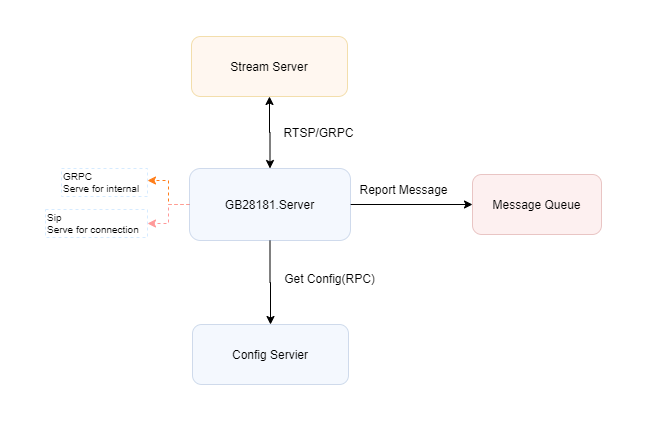 Stream Server
RTSP/GRPC
GRPC
Serve for internal
Sip
Serve for connection
GB28181.Server
Report Message
Message Queue
Get Config(RPC)
Config Servier